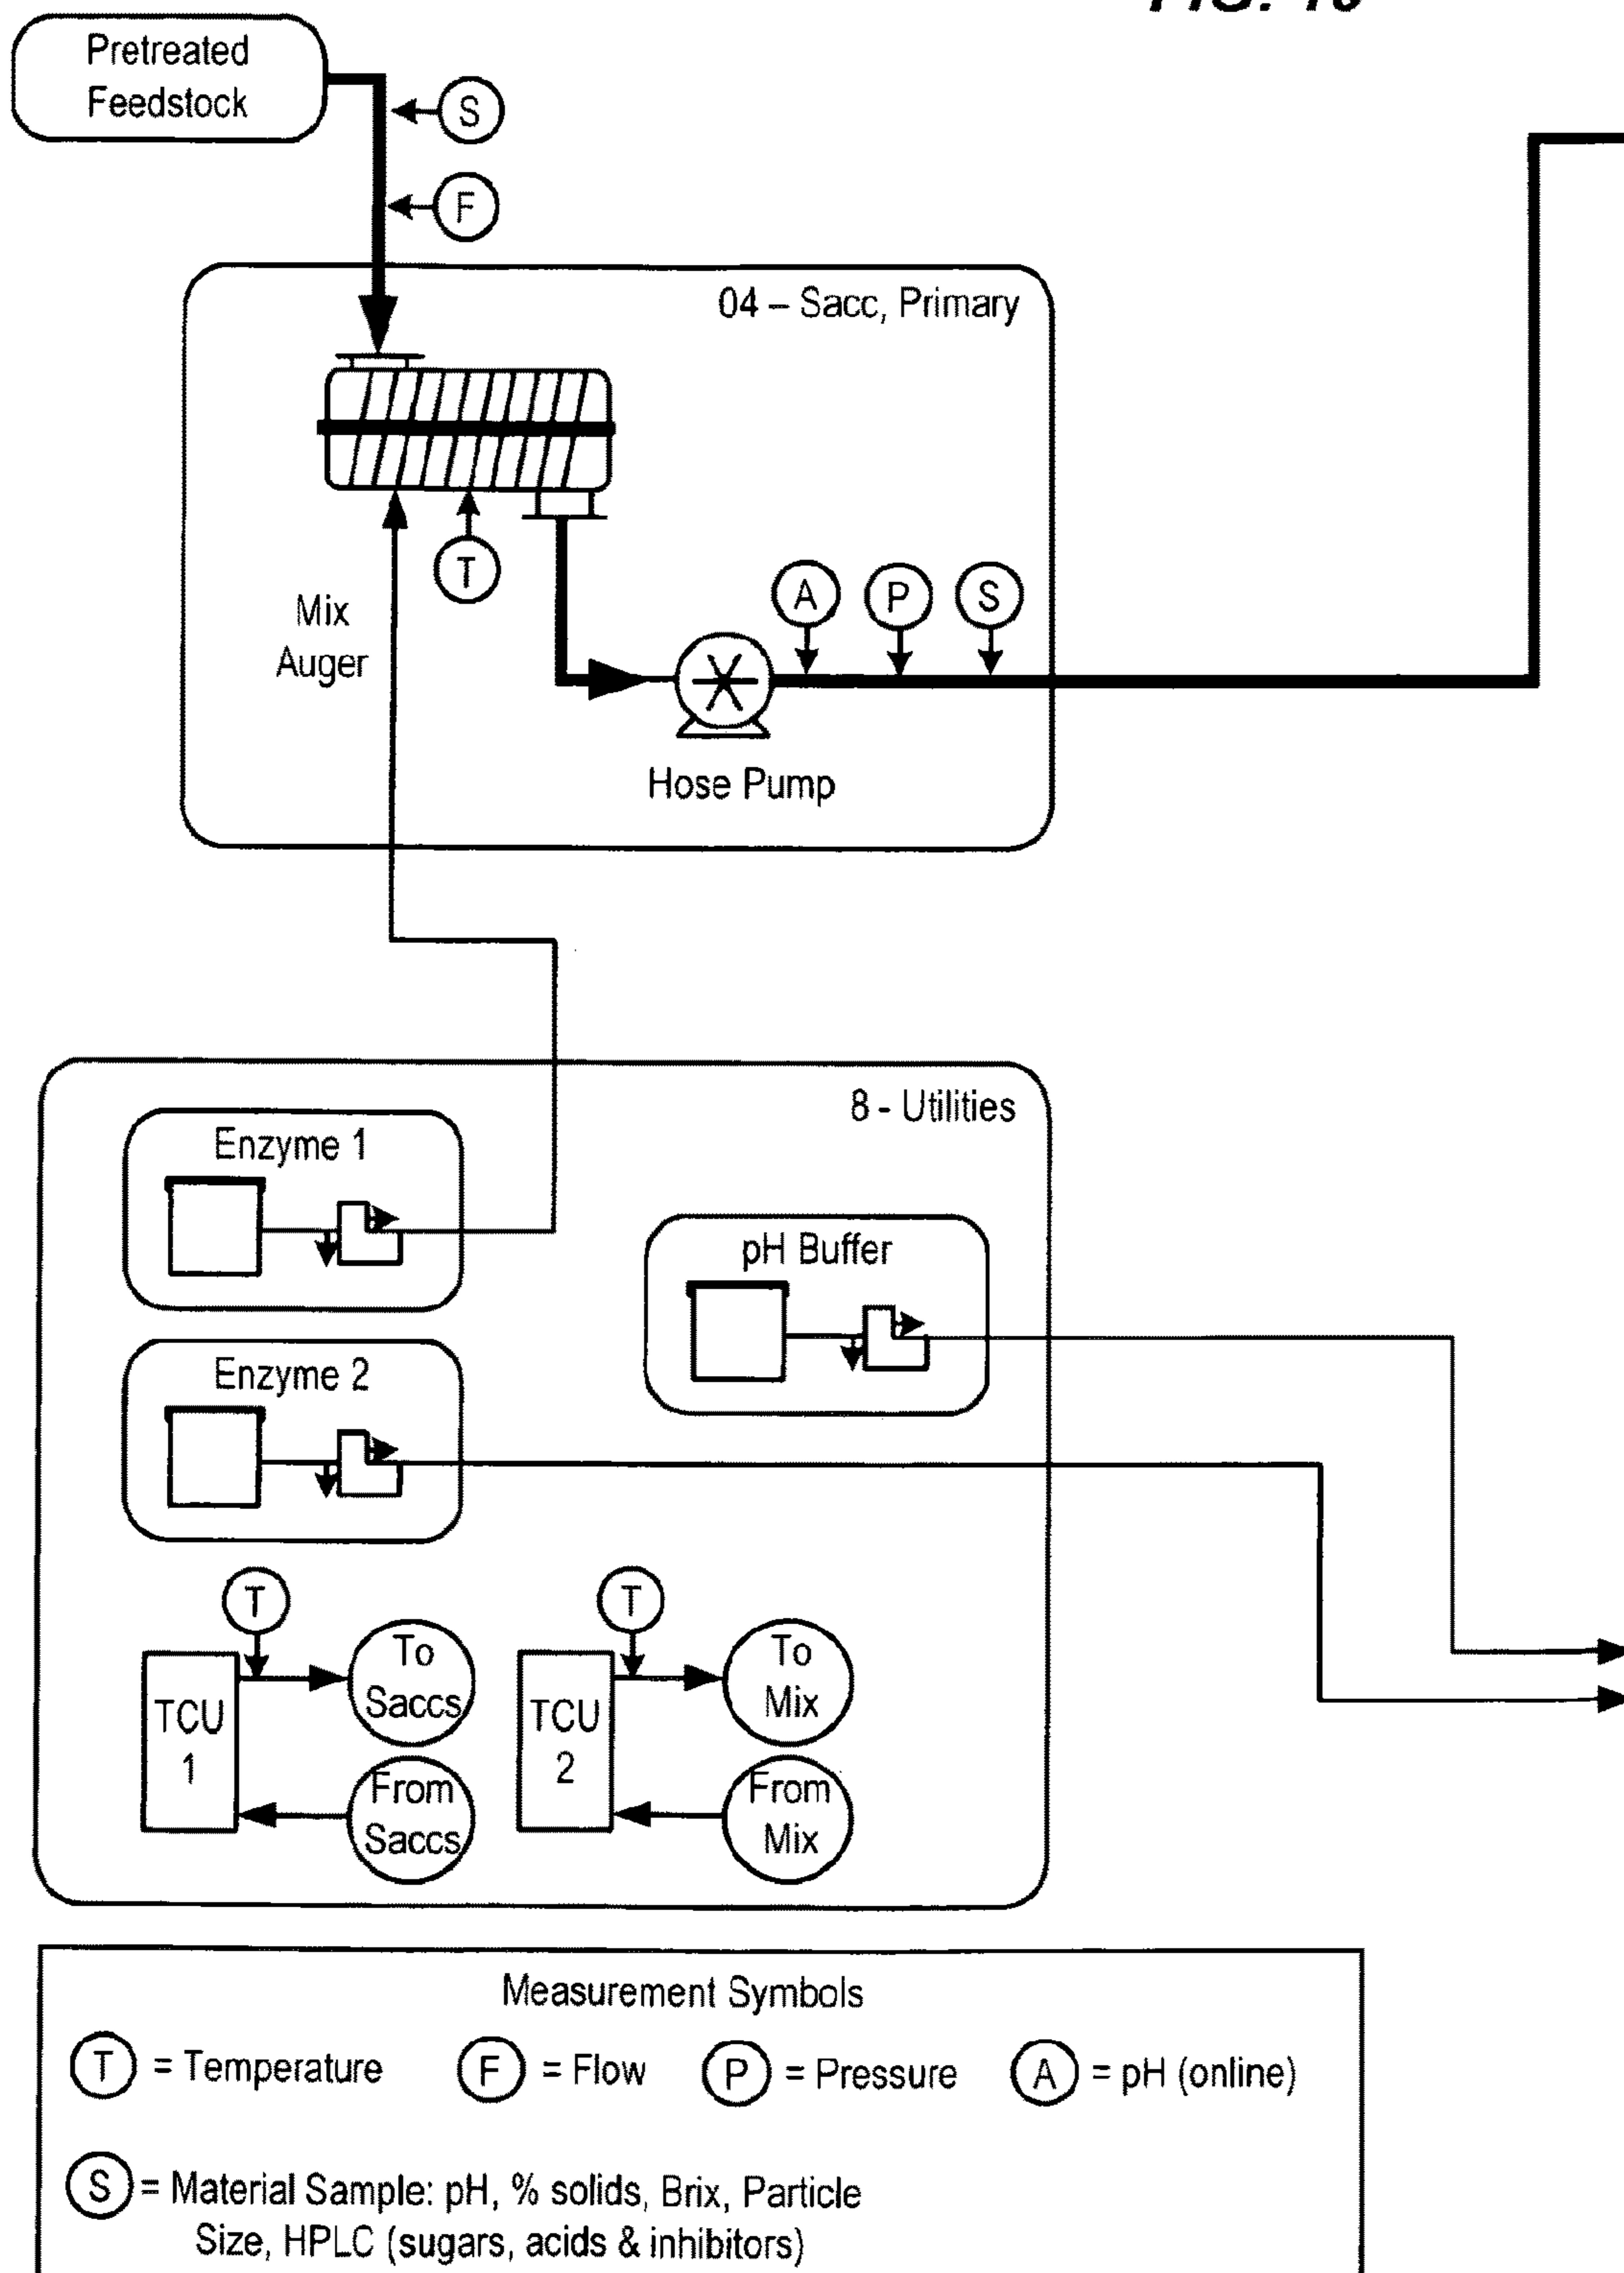 Pretreated
Feedstock
S
F
04 – Sacc, Primary
T
Mix
Auger
A
P
S
Hose Pump
8 - Utilities
Enzyme 1
pH Buffer
Enzyme 2
T
T
To
Saccs
To
Mix
TCU
1
TCU
2
From
Saccs
From
Mix
Measurement Symbols
T = Temperature F = Flow P = Pressure A = pH (online)
S = Material Sample: pH, % solids, Brix, Particle
Size, HPLC (sugars, acids & inhibitors)